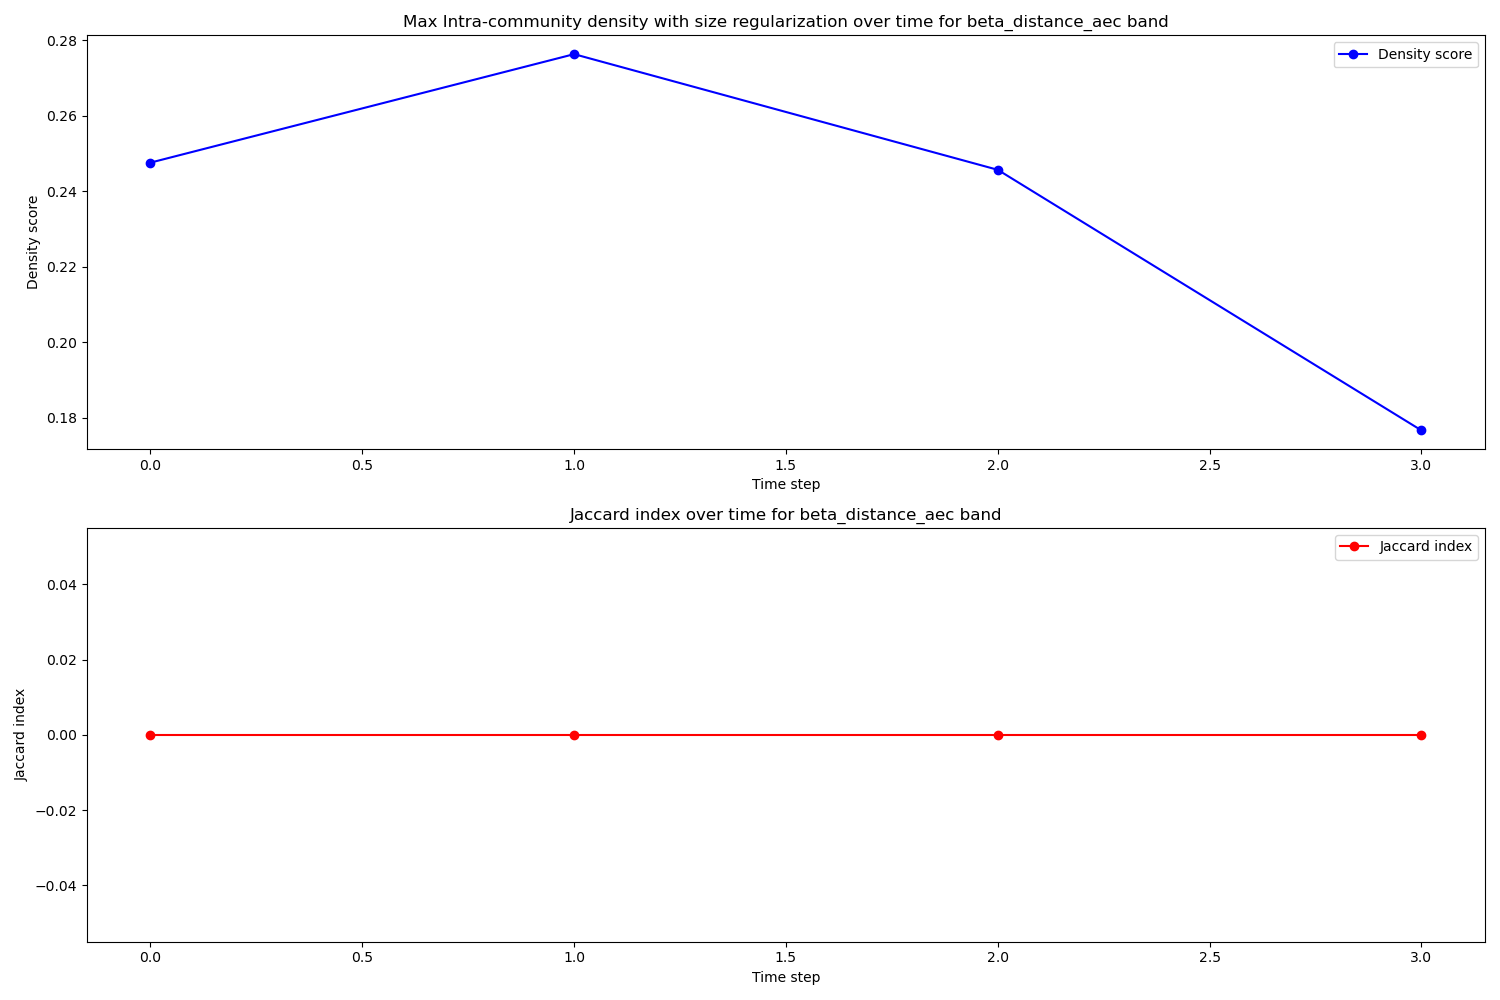 Max Intra-community density with size regularization over time for beta_distance_aec band
Density score
0.28
0.26
0.24
0.22
0.20
0.18
Density score
0.0 0.5 1.0 1.5 2.0 2.5 3.0
Time step
Jaccard index over time for beta_distance_aec band
Jaccard index
0.04
0.02
0.00
−0.02
−0.04
Jaccard index
0.0 0.5 1.0 1.5 2.0 2.5 3.0
Time step